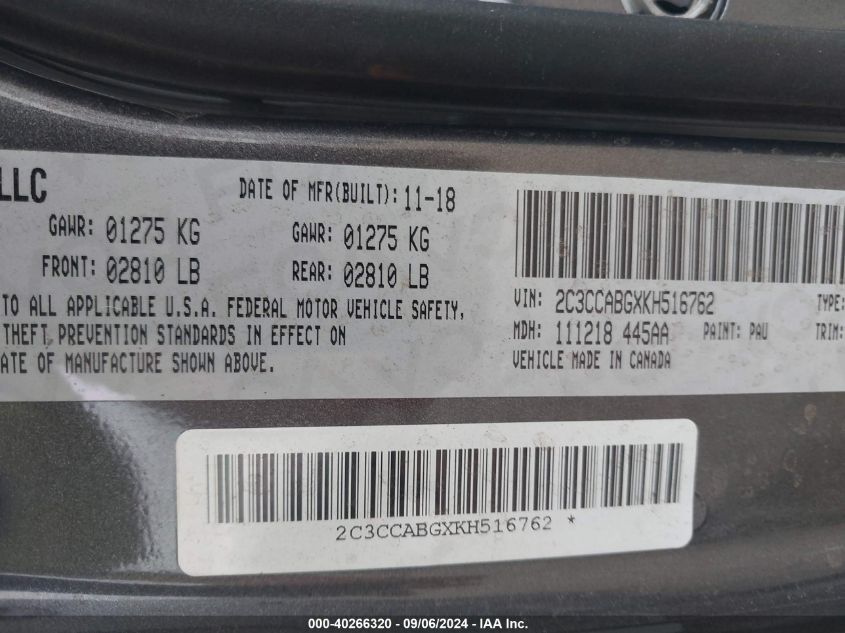 LLC
DATE OF MFR(BUILT): 11-18
GAWR: 01275 KG GAWR: 01275 KG
FRONT: 02810 LB REAR: 02810 LB
TO ALL APPLICABLE U.S.A. FEDERAL MOTOR VEHICLE SAFETY,
THEFT PREVENTION STANDARDS IN EFFECT ON
ATE OF MANUFACTURE SHOWN ABOVE.
VIN: 2C3CCABGXKH516762 TYPE:
MDH: 111218 445AA PAINT: PAU TRIM:
VEHICLE MADE IN CANADA
2C3CCABGXKH516762 *
000-40266320 - 09/06/2024 - IAA, Inc.